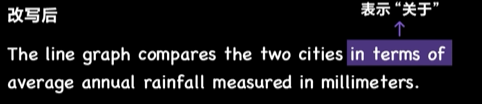 改写后
表示“关于”
The line graph compares the two cities in terms of
average annual rainfall measured in millimeters.